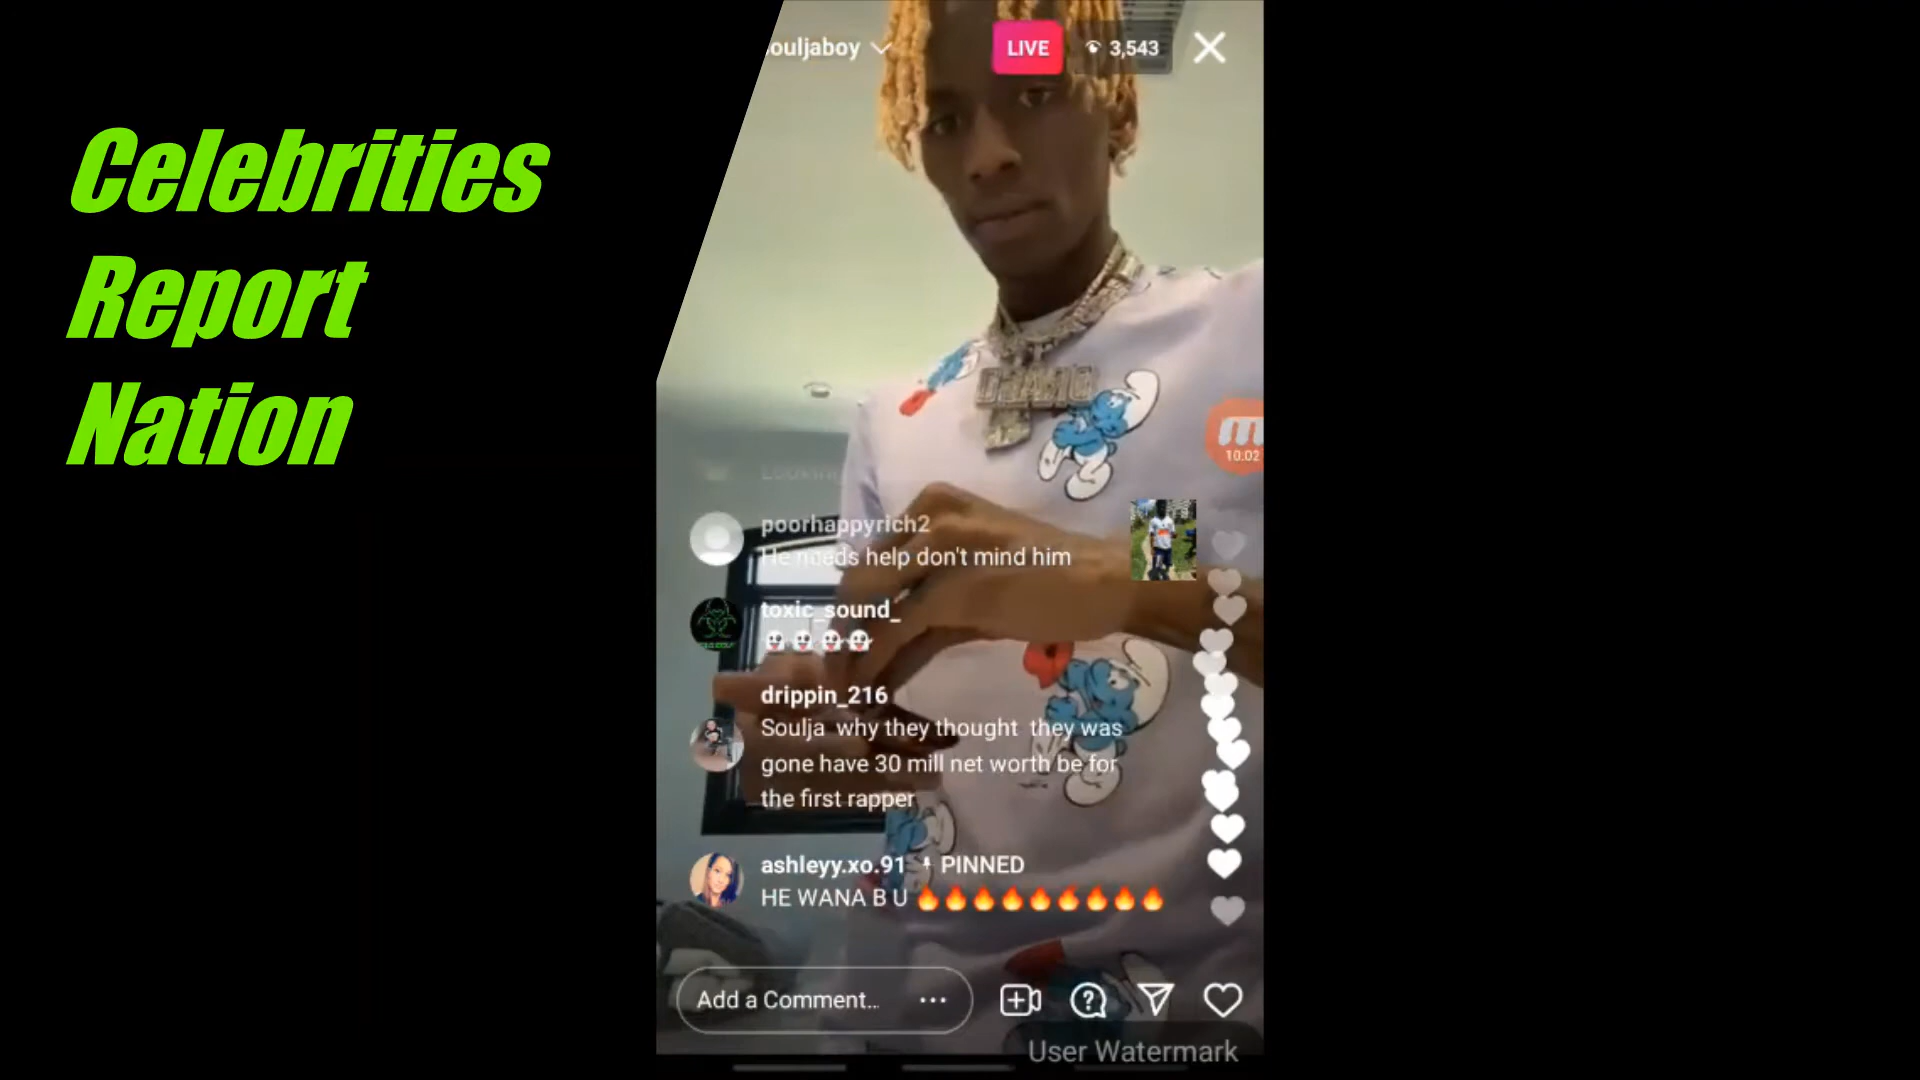 Celebrities
Report
Nation
ouljaboy
LIVE
3,543
10:02
poorhappyrich2
He needs help don't mind him
toxic_sound_
drippin_216
Soulja why they thought they was
gone have 30 mill net worth be for
the first rapper
ashleyy.xo.91 PINNED
HE WANA B U 🔥🔥🔥🔥🔥🔥🔥🔥🔥
Add a Comment...
User Watermark